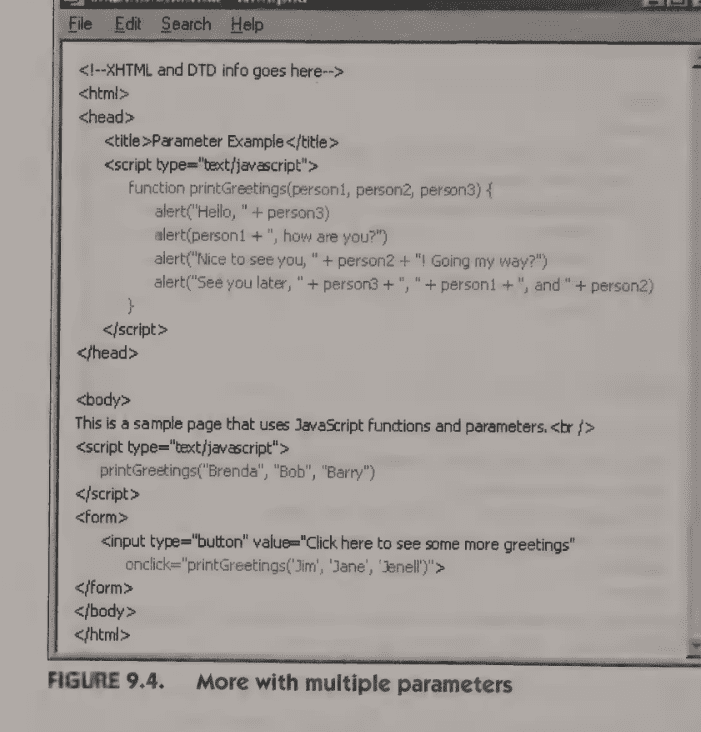 File Edit Search Help
<!--XHTML and DTD info goes here-->
<html>
<head>
<title>Parameter Example</title>
<script type="text/javascript">
function printGreetings(person1, person2, person3) {
alert("Hello, " + person3)
alert(person1 + ", how are you?")
alert("Nice to see you, " + person2 + "! Going my way?")
alert("See you later, " + person3 + ", " + person1 + ", and " + person2)
}
</script>
</head>
<body>
This is a sample page that uses JavaScript functions and parameters.<br />
<script type="text/javascript">
printGreetings("Brenda", "Bob", "Barry")
</script>
<form>
<input type="button" value="Click here to see some more greetings"
onclick="printGreetings('Jim', 'Jane', 'Jenell')">
</form>
</body>
</html>
FIGURE 9.4. More with multiple parameters